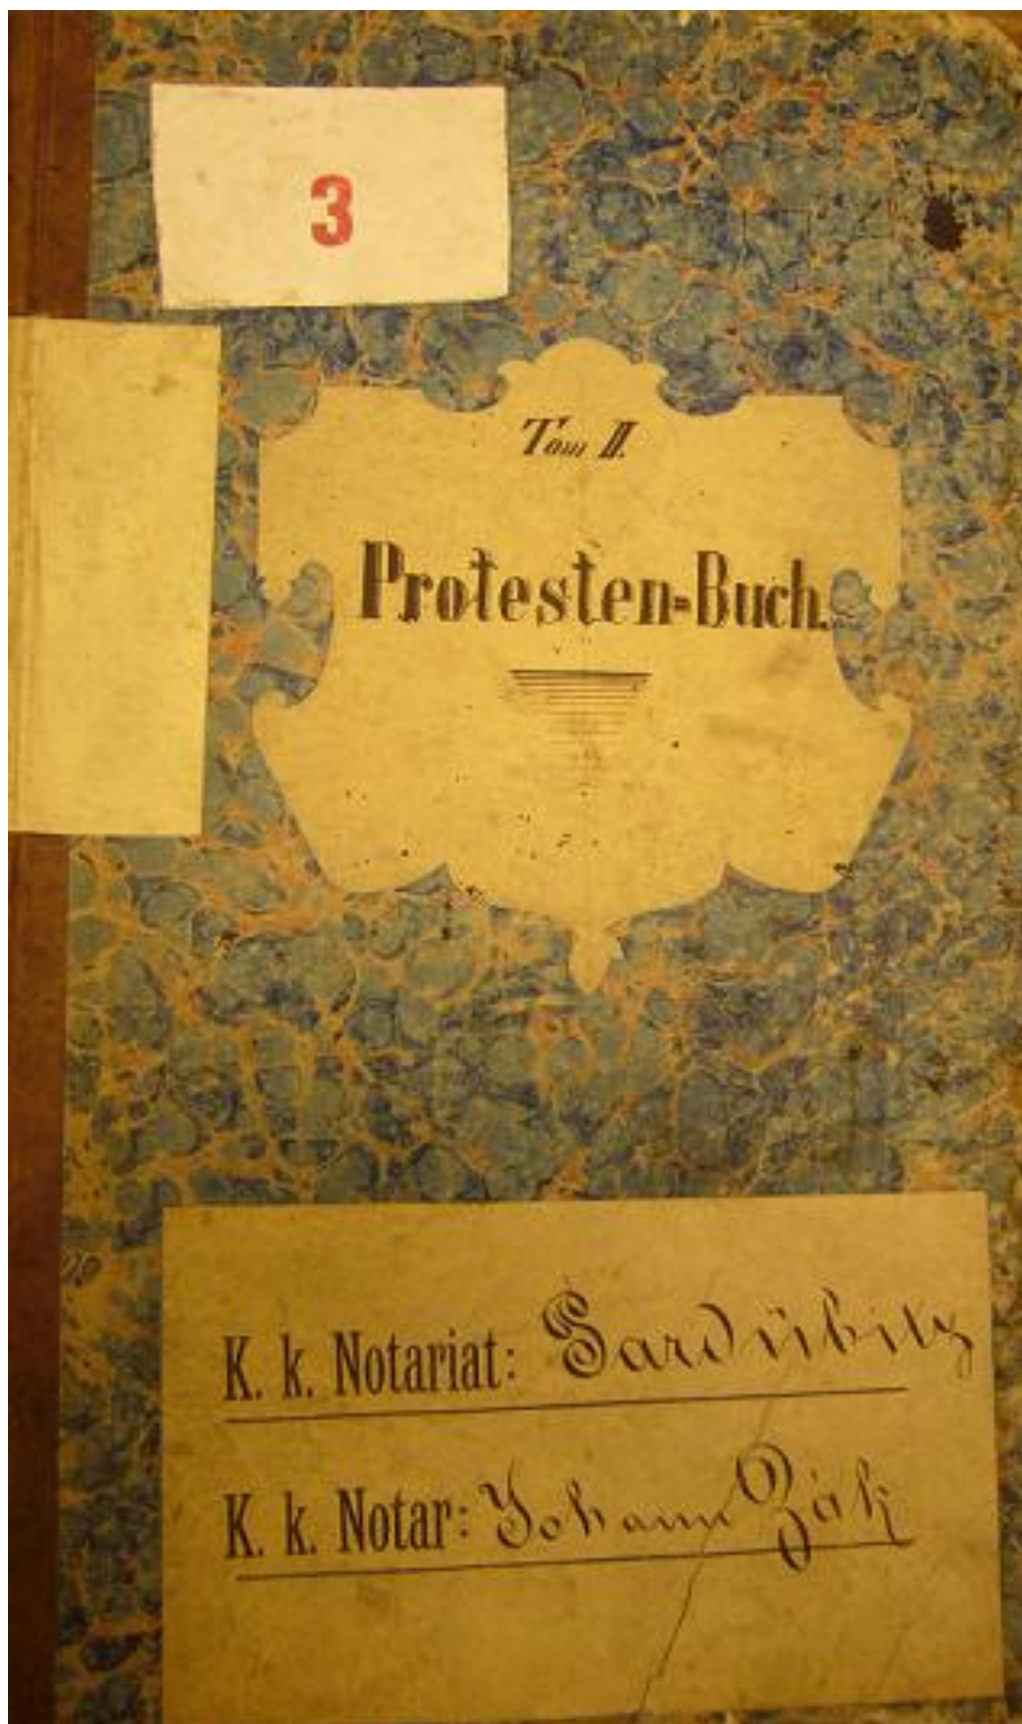 3
Tom II.
Protesten-Buch.
K. k. Notariat: Pardubitz
K. k. Notar: Johann Žák